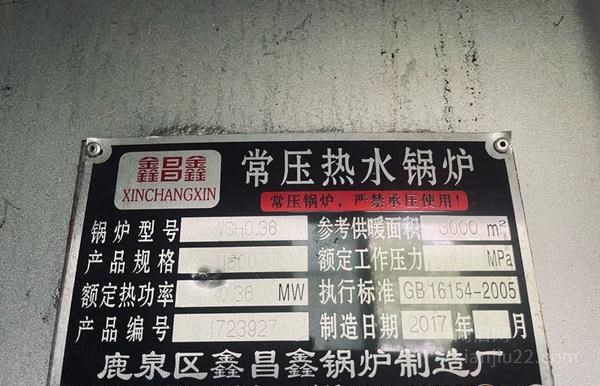 鑫昌鑫
XINCHANGXIN
常压热水锅炉
常压锅炉，严禁承压使用！
锅炉型号 SH0.36 参考供暖面积 3000 m²
产品规格 额定工作压力 MPa
额定热功率 0.36 MW 执行标准 GB 16154-2005
产品编号 1723927 制造日期 2017 年 月
鹿泉区鑫昌鑫锅炉制造厂